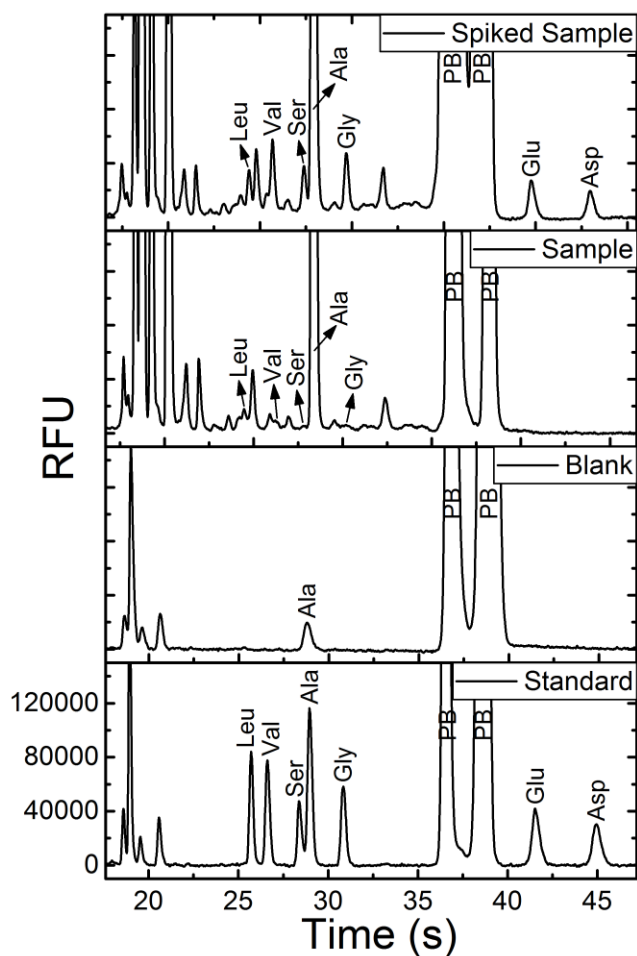 Spiked Sample
Leu
Val
Ser
Ala
Gly
PB
PB
Glu
Asp
Sample
Leu
Val
Ser
Ala
Gly
PB
PB
Blank
Ala
PB
PB
Standard
Leu
Val
Ser
Ala
Gly
PB
PB
Glu
Asp
RFU
120000
80000
40000
0
20 25 30 35 40 45
Time (s)